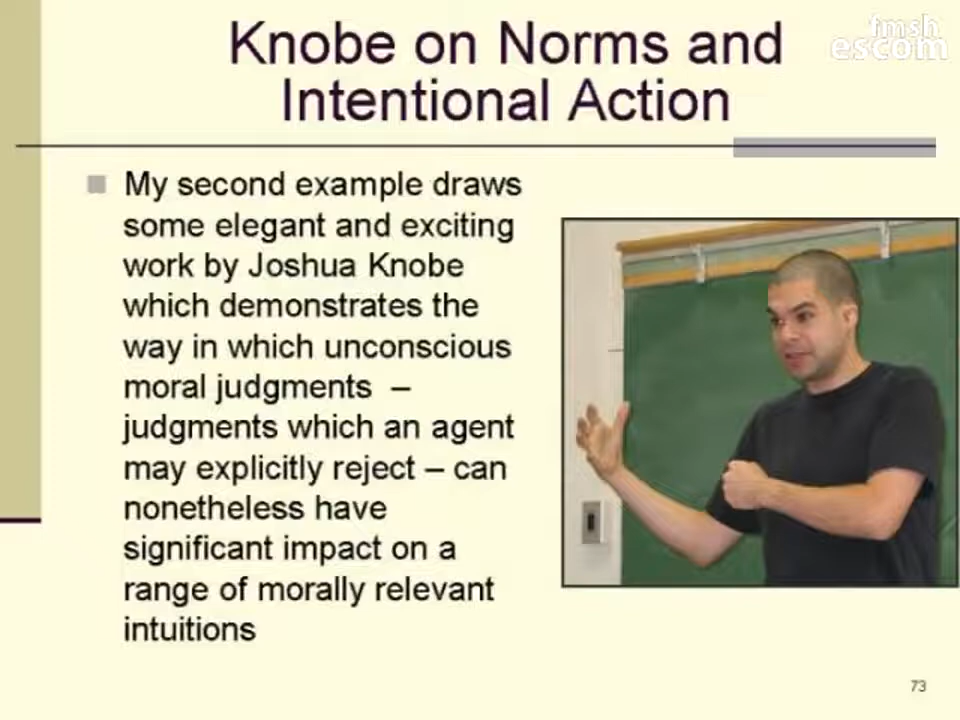 Knobe on Norms and
Intentional Action
fmsh
escom
My second example draws
some elegant and exciting
work by Joshua Knobe
which demonstrates the
way in which unconscious
moral judgments –
judgments which an agent
may explicitly reject – can
nonetheless have
significant impact on a
range of morally relevant
intuitions
73